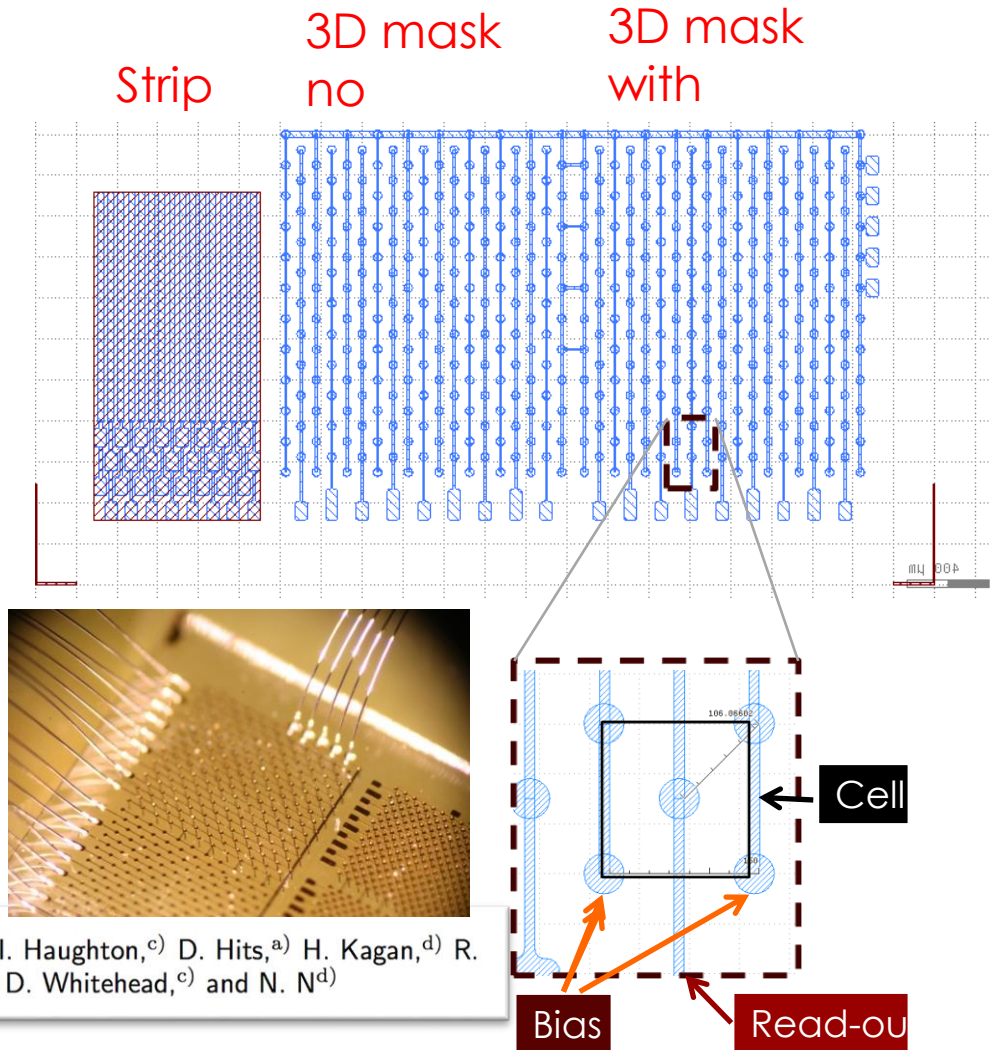 3D mask
no
3D mask
with
Strip
400 µm
106.06602
150
Cell
I. Haughton,c) D. Hits,a) H. Kagan,d) R.
D. Whitehead,c) and N. Nd)
Bias
Read-ou